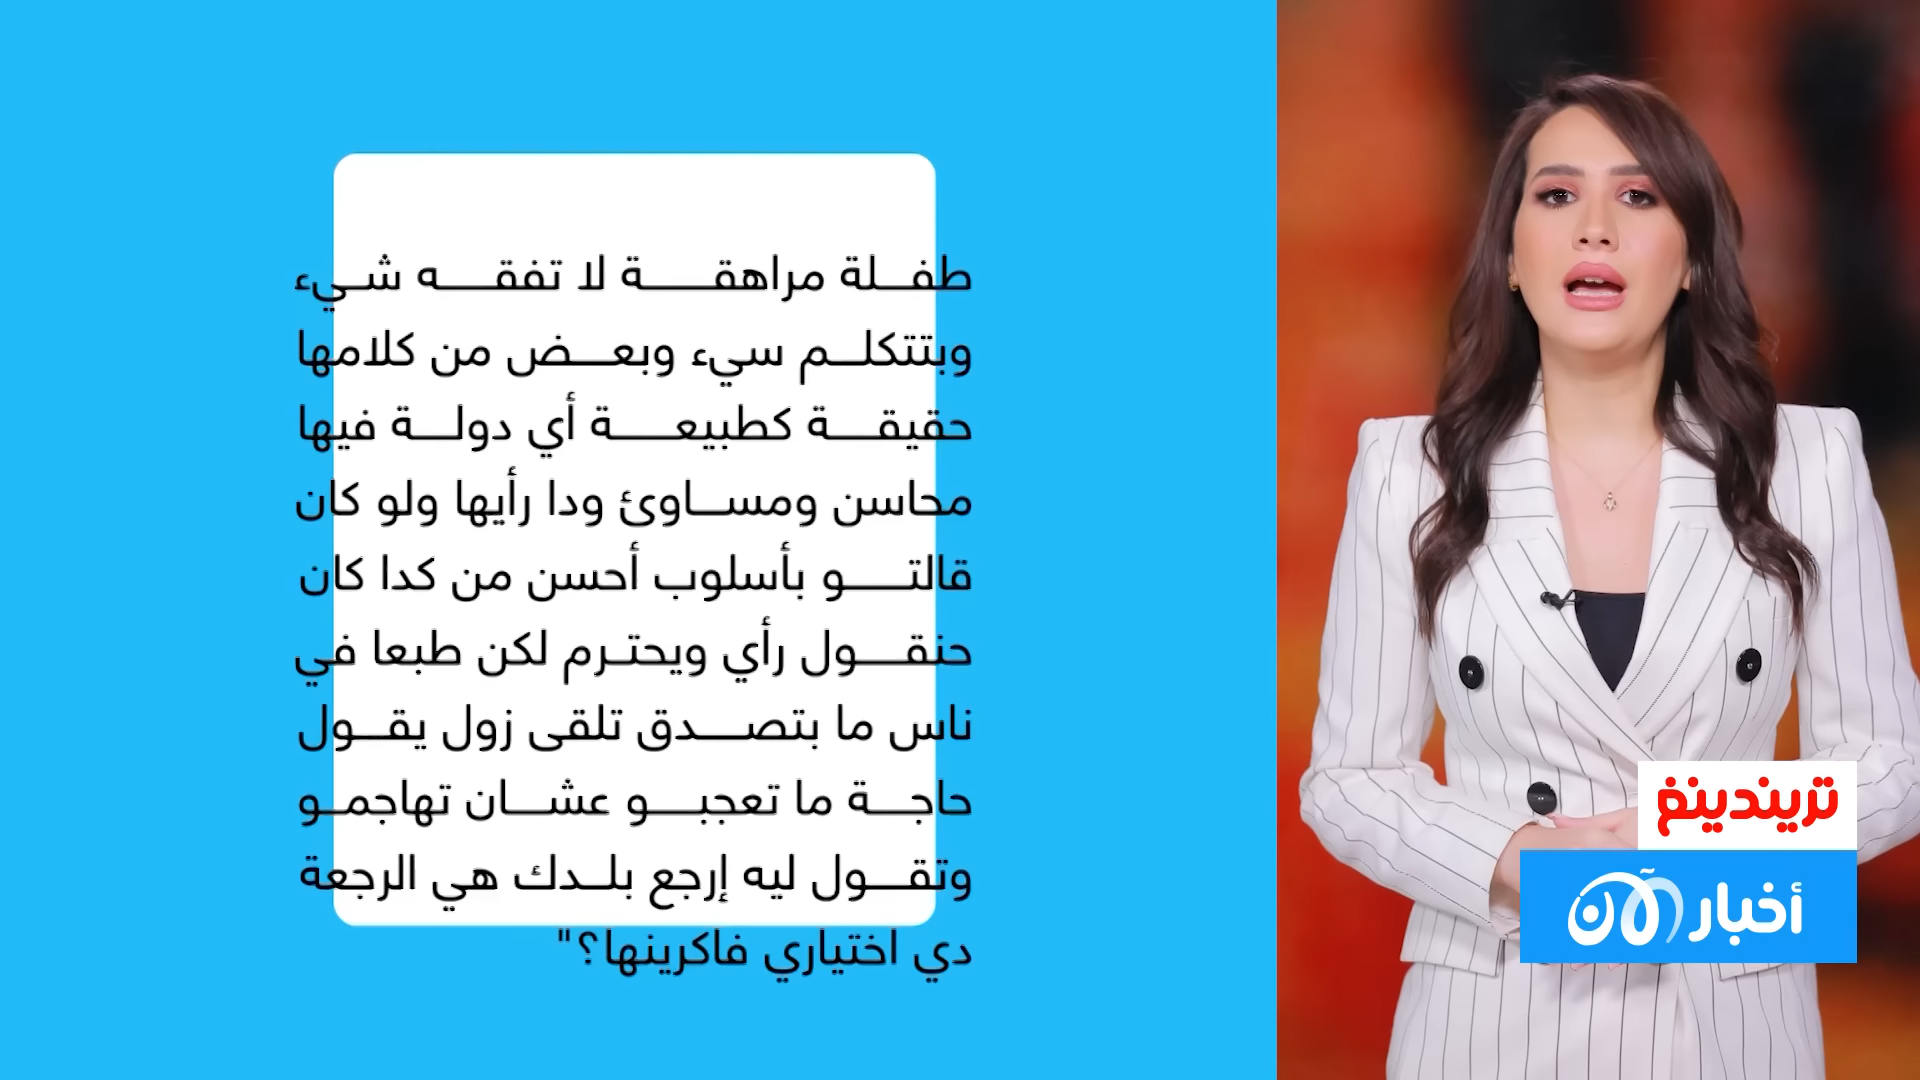 طفلة مراهقة لا تفقه شيء
وبتتكلم سيء وبعض من كلامها
حقيقة كطبيعة أي دولة فيها
محاسن ومساوئ ودا رأيها ولو كان
قالتو بأسلوب أحسن من كدا كان
حنقول رأي ويحترم لكن طبعا في
ناس ما بتصدق تلقى زول يقول
حاجة ما تعجبو عشان تهاجمو
وتقول ليه إرجع بلدك هي الرجعة
دي اختياري فاكرينها؟"
تريندينغ
أخبار الآن